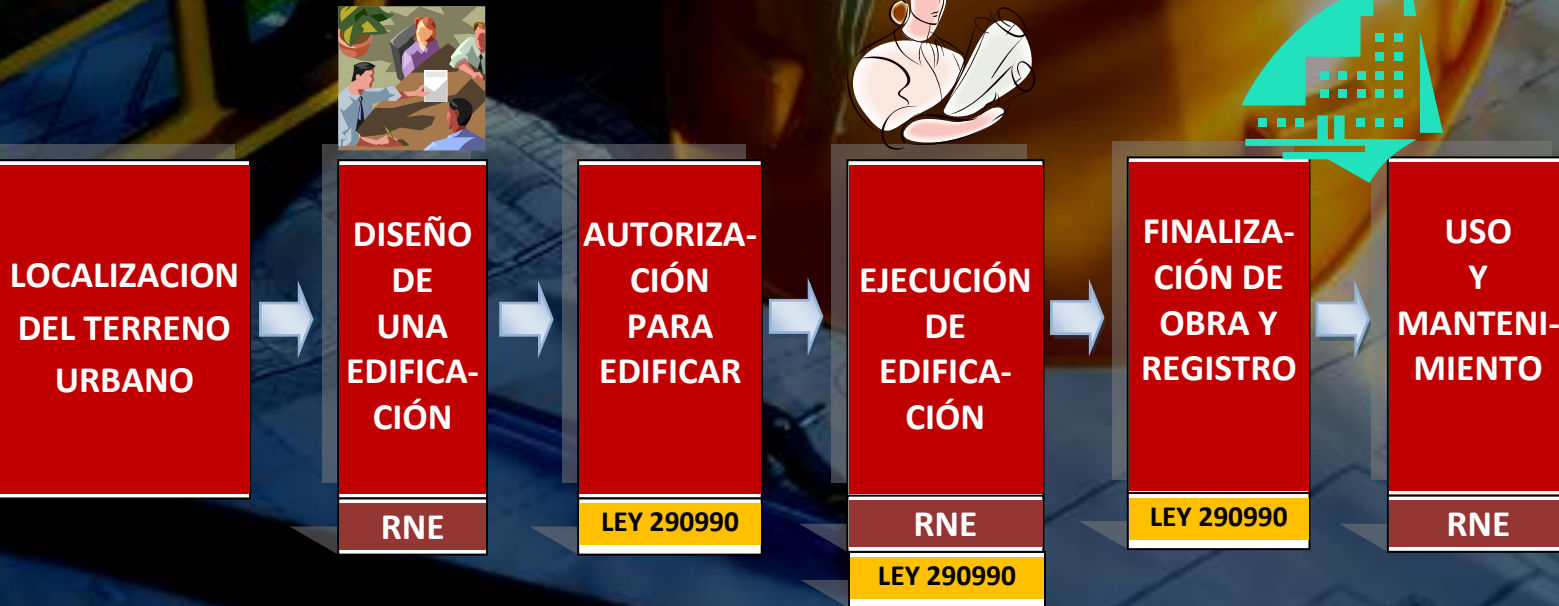 LOCALIZACION
DEL TERRENO
URBANO
DISEÑO
DE
UNA
EDIFICA-
CIÓN
RNE
AUTORIZA-
CIÓN
PARA
EDIFICAR
LEY 290990
EJECUCIÓN
DE
EDIFICA-
CIÓN
RNE
LEY 290990
FINALIZA-
CIÓN DE
OBRA Y
REGISTRO
LEY 290990
USO
Y
MANTENI-
MIENTO
RNE